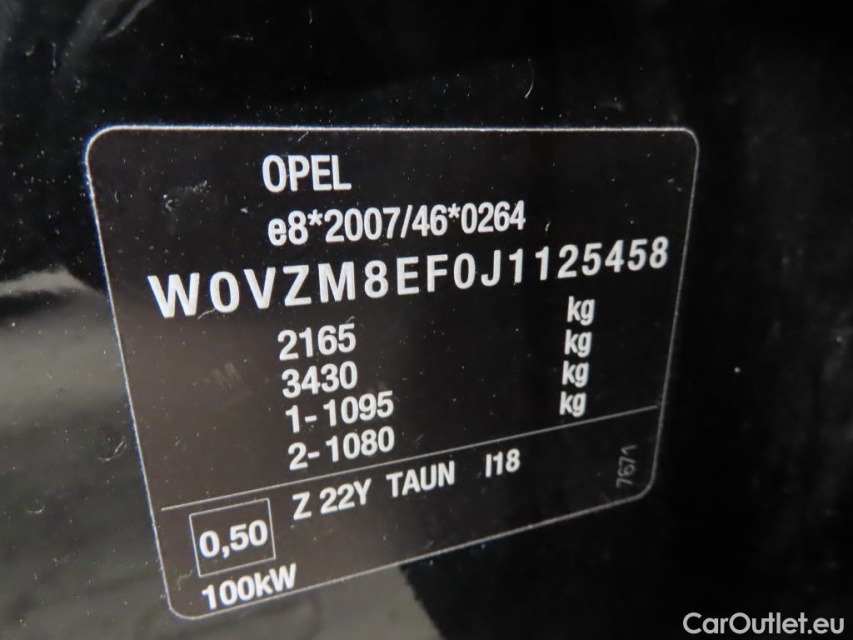 OPEL
e8*2007/46*0264
W0VZM8EF0J1125458
2165 kg
3430 kg
1-1095 kg
2-1080 kg
Z 22Y TAUN I18
7671
0,50
100kW
CarOutlet.eu